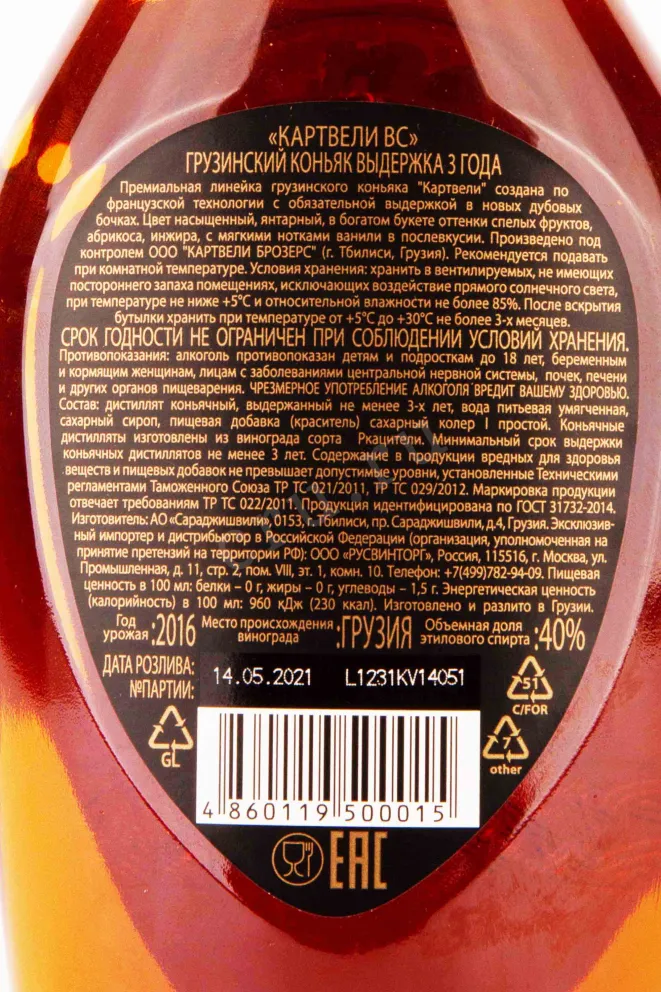 «КАРТВЕЛИ ВС»
ГРУЗИНСКИЙ КОНЬЯК ВЫДЕРЖКА 3 ГОДА
Премиальная линейка грузинского коньяка "Картвели" создана по
французской технологии с обязательной выдержкой в новых дубовых
бочках. Цвет насыщенный, янтарный, в богатом букете оттенки спелых фруктов,
абрикоса, инжира, с мягкими нотками ванили в послевкусии. Произведено под
контролем ООО "КАРТВЕЛИ БРОЗЕРС" (г. Тбилиси, Грузия). Рекомендуется подавать
при комнатной температуре. Условия хранения: хранить в вентилируемых, не имеющих
постороннего запаха помещениях, исключающих воздействие прямого солнечного света,
при температуре не ниже +5°С и относительной влажности не более 85%. После вскрытия
бутылки хранить при температуре от +5°С до +30°С не более 3-х месяцев.
СРОК ГОДНОСТИ НЕ ОГРАНИЧЕН ПРИ СОБЛЮДЕНИИ УСЛОВИЙ ХРАНЕНИЯ.
Противопоказания: алкоголь противопоказан детям и подросткам до 18 лет, беременным
и кормящим женщинам, лицам с заболеваниями центральной нервной системы, почек, печени
и других органов пищеварения. ЧРЕЗМЕРНОЕ УПОТРЕБЛЕНИЕ АЛКОГОЛЯ ВРЕДИТ ВАШЕМУ ЗДОРОВЬЮ.
Состав: дистиллят коньячный, выдержанный не менее 3-х лет, вода питьевая умягченная,
сахарный сироп, пищевая добавка (краситель) сахарный колер I простой. Коньячные
дистилляты изготовлены из винограда сорта Ркацители. Минимальный срок выдержки
коньячных дистиллятов не менее 3 лет. Содержание в продукции вредных для здоровья
веществ и пищевых добавок не превышает допустимые уровни, установленные Техническими
регламентами Таможенного Союза ТР ТС 021/2011, ТР ТС 029/2012. Маркировка продукции
отвечает требованиям ТР ТС 022/2011. Продукция идентифицирована по ГОСТ 31732-2014.
Изготовитель: АО «Сараджишвили», 0153, г. Тбилиси, пр. Сараджишвили, д.4, Грузия. Эксклюзив-
ный импортер и дистрибьютор в Российской Федерации (организация, уполномоченная на
принятие претензий на территории РФ): ООО «РУСВИНТОРГ», Россия, 115516, г. Москва, ул.
Промышленная, д. 11, стр. 2, пом. VIII, эт. 1, комн. 10. Телефон: +7(499)782-94-09. Пищевая
ценность в 100 мл: белки – 0 г, жиры – 0 г, углеводы – 1,5 г. Энергетическая ценность
(калорийность) в 100 мл: 960 кДж (230 ккал). Изготовлено и разлито в Грузии.
Год урожая :2016 Место происхождения винограда :ГРУЗИЯ Объемная доля этилового спирта :40%
ДАТА РОЗЛИВА: 14.05.2021 L1231KV14051
№ПАРТИИ:
51
C/FOR
GL
7
other
4 860119 500015
ЕАС